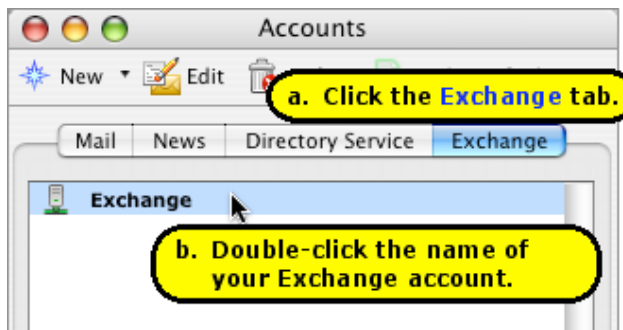 Accounts
New Edit
a. Click the Exchange tab.
Mail News Directory Service Exchange
Exchange
b. Double-click the name of
your Exchange account.